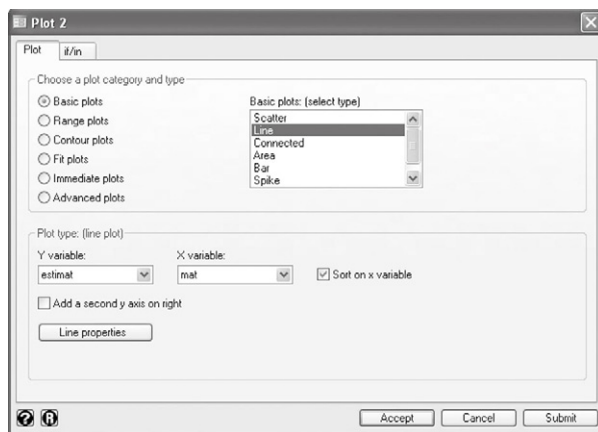 Plot 2
Plot if/in
Choose a plot category and type
Basic plots
Range plots
Contour plots
Fit plots
Immediate plots
Advanced plots
Basic plots: (select type)
Scatter
Line
Connected
Area
Bar
Spike
Plot type: (line plot)
Y variable: X variable:
estimat mat Sort on x variable
Add a second y axis on right
Line properties
? R Accept Cancel Submit